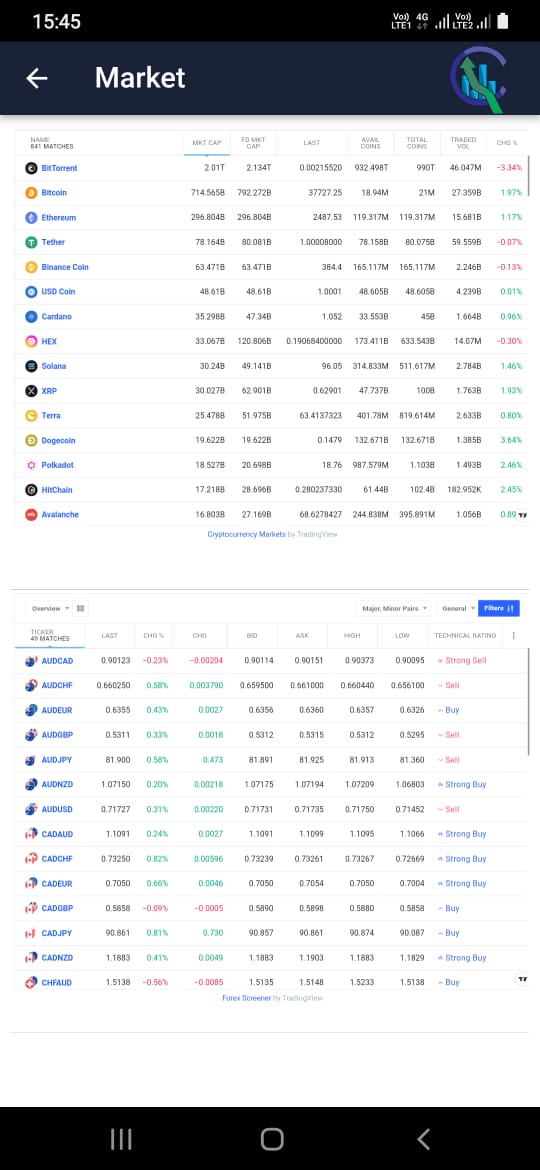 15:45
Vo)) 4G Vo))
LTE1 LTE2
Market
NAME MKT CAP FD MKT CAP LAST AVAIL COINS TOTAL COINS TRADED VOL CHG %
841 MATCHES
BitTorrent 2.01T 2.134T 0.00215520 932.498T 990T 46.047M −3.34%
Bitcoin 714.565B 792.272B 37727.25 18.94M 21M 27.359B 1.97%
Ethereum 296.804B 296.804B 2487.53 119.317M 119.317M 15.681B 1.17%
Tether 78.164B 80.081B 1.00008000 78.158B 80.075B 59.559B −0.07%
Binance Coin 63.471B 63.471B 384.4 165.117M 165.117M 2.246B −0.13%
USD Coin 48.61B 48.61B 1.0001 48.605B 48.605B 4.239B 0.01%
Cardano 35.298B 47.34B 1.052 33.553B 45B 1.664B 0.96%
HEX 33.067B 120.806B 0.19068400000 173.411B 633.543B 14.07M −0.30%
Solana 30.24B 49.141B 96.05 314.833M 511.617M 2.784B 1.46%
XRP 30.027B 62.901B 0.62901 47.737B 100B 1.763B 1.93%
Terra 25.478B 51.975B 63.4137323 401.78M 819.614M 2.633B 0.80%
Dogecoin 19.622B 19.622B 0.1479 132.671B 132.671B 1.385B 3.64%
Polkadot 18.527B 20.698B 18.76 987.579M 1.103B 1.493B 2.46%
HitChain 17.218B 28.696B 0.280237330 61.44B 102.4B 182.952K 2.45%
Avalanche 16.803B 27.169B 68.6278427 244.838M 395.891M 1.056B 0.89
Cryptocurrency Markets by TradingView
Overview Major, Minor Pairs General Filters
TICKER LAST CHG % CHG BID ASK HIGH LOW TECHNICAL RATING
49 MATCHES
AUDCAD 0.90123 −0.23% −0.00204 0.90114 0.90151 0.90373 0.90095 Strong Sell
AUDCHF 0.660250 0.58% 0.003790 0.659500 0.661000 0.660440 0.656100 Sell
AUDEUR 0.6355 0.43% 0.0027 0.6356 0.6360 0.6357 0.6326 Buy
AUDGBP 0.5311 0.33% 0.0018 0.5312 0.5315 0.5312 0.5295 Sell
AUDJPY 81.900 0.58% 0.473 81.891 81.925 81.913 81.360 Sell
AUDNZD 1.07150 0.20% 0.00218 1.07175 1.07194 1.07209 1.06803 Strong Buy
AUDUSD 0.71727 0.31% 0.00220 0.71731 0.71735 0.71750 0.71452 Sell
CADAUD 1.1091 0.24% 0.0027 1.1091 1.1099 1.1095 1.1066 Strong Buy
CADCHF 0.73250 0.82% 0.00596 0.73239 0.73261 0.73267 0.72669 Strong Buy
CADEUR 0.7050 0.66% 0.0046 0.7050 0.7054 0.7050 0.7004 Strong Buy
CADGBP 0.5858 −0.09% −0.0005 0.5890 0.5898 0.5880 0.5858 Buy
CADJPY 90.861 0.81% 0.730 90.857 90.861 90.874 90.087 Buy
CADNZD 1.1883 0.41% 0.0049 1.1883 1.1903 1.1883 1.1829 Strong Buy
CHFAUD 1.5138 −0.56% −0.0085 1.5135 1.5148 1.5233 1.5138 Buy
Forex Screener by TradingView